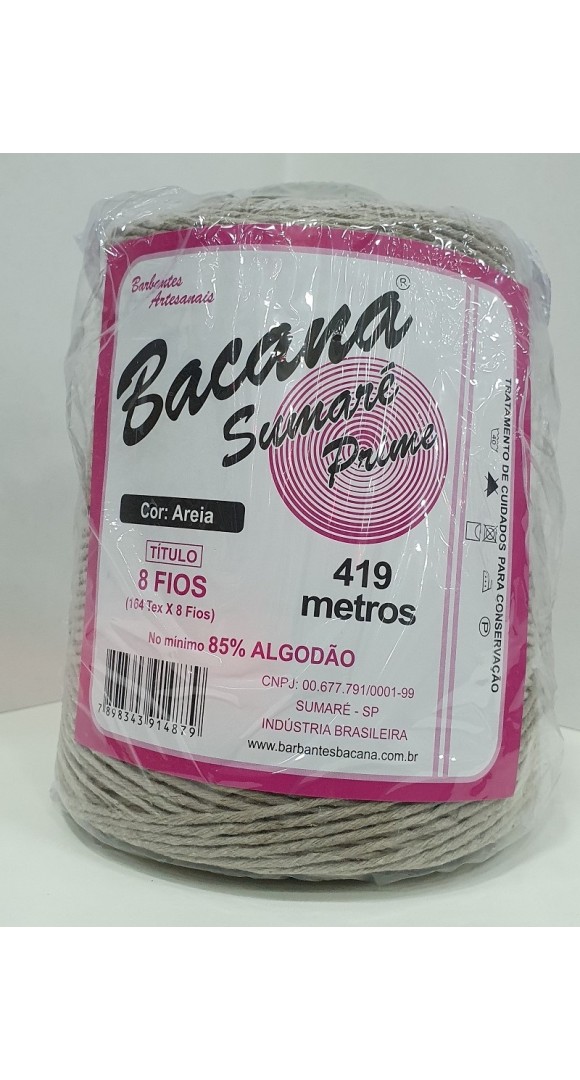 Barbantes
Artesanais
Bacana®
Sumaré
Prime
Cor: Areia
TÍTULO
8 FIOS
(164 Tex X 8 Fios)
419
metros
No mínimo 85% ALGODÃO
7898343914879
CNPJ: 00.677.791/0001-99
SUMARÉ - SP
INDÚSTRIA BRASILEIRA
www.barbantesbacana.com.br
TRATAMENTO DE CUIDADOS PARA CONSERVAÇÃO
40
P